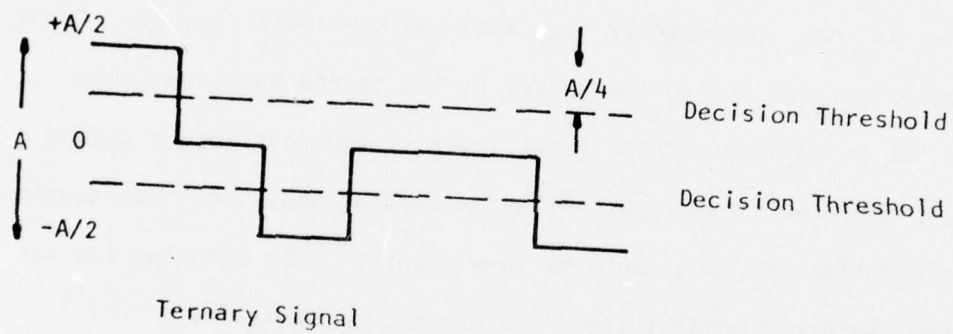 +A/2
A/4
Decision Threshold
A 0
Decision Threshold
-A/2
Ternary Signal